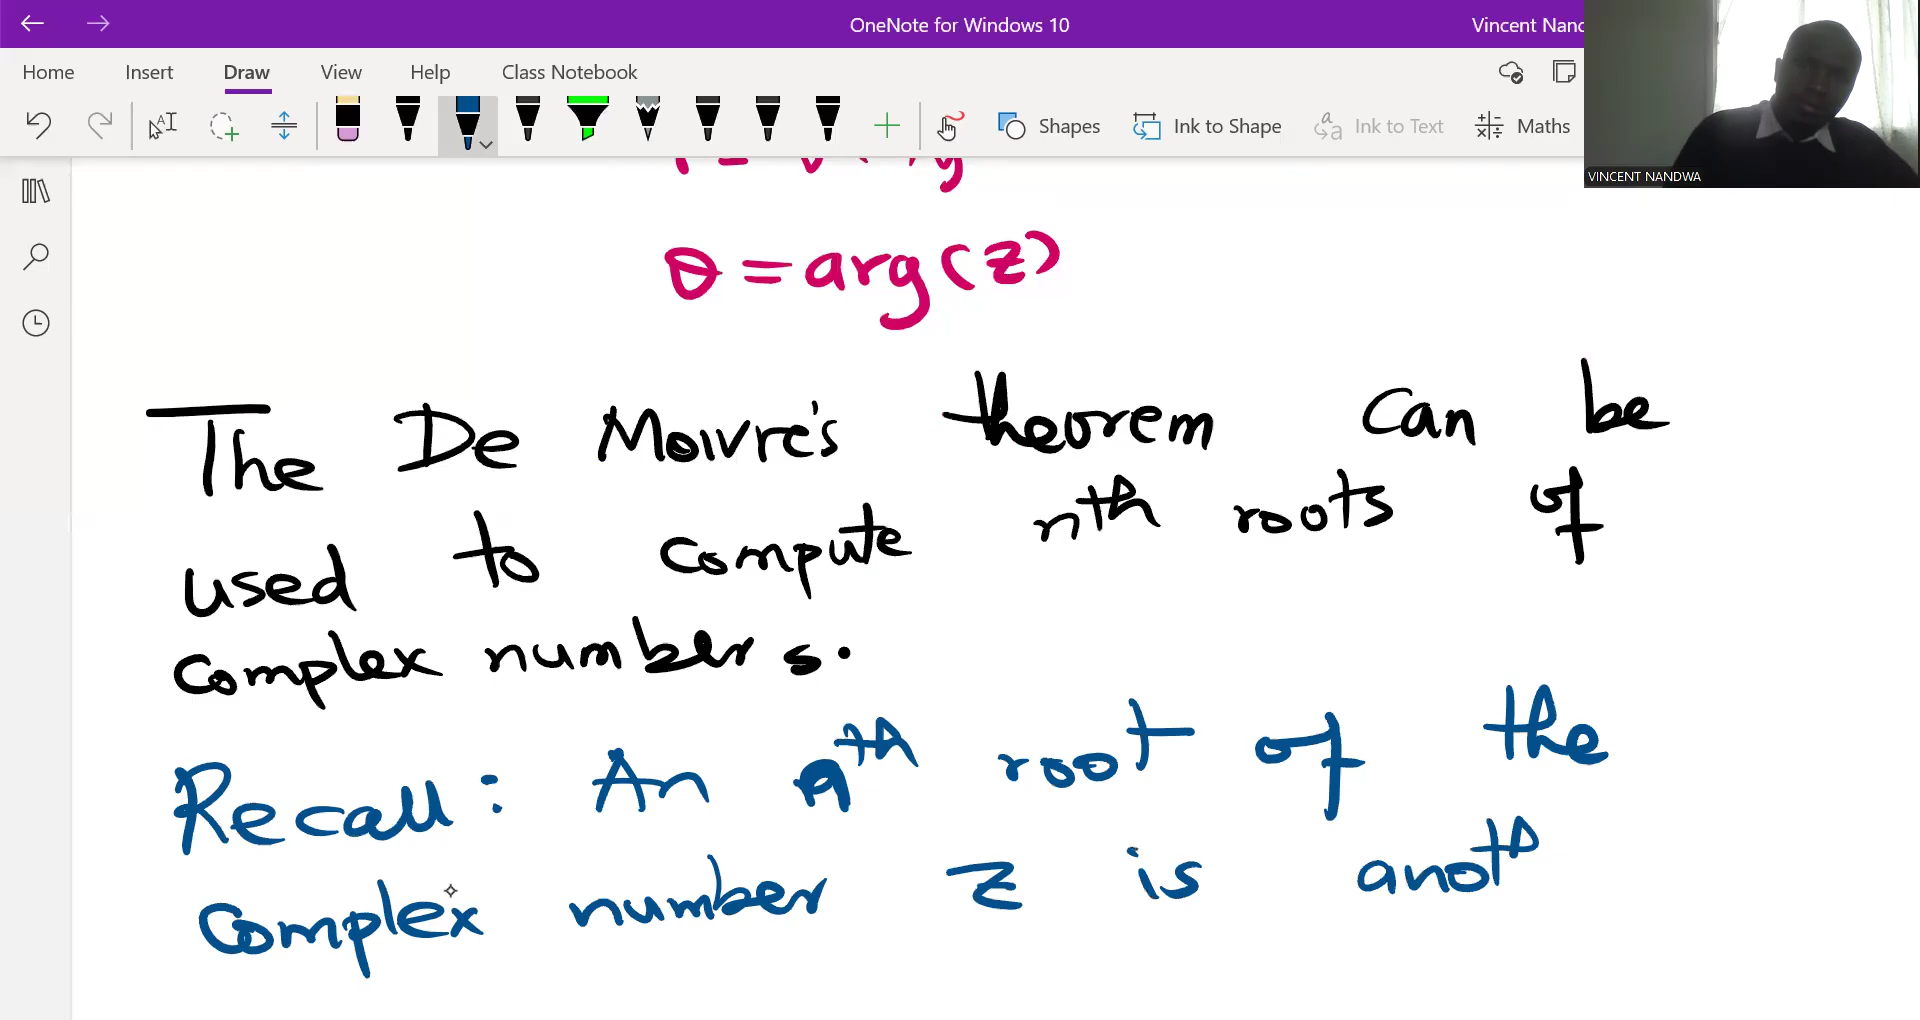 OneNote for Windows 10
Vincent Nand
Home Insert Draw View Help Class Notebook
Shapes Ink to Shape Ink to Text Maths
VINCENT NANDWA
θ = arg(z)
The De Moivre's theorem can be
used to compute nth roots of
complex numbers.
Recall: An nth root of the
complex number z is anoth